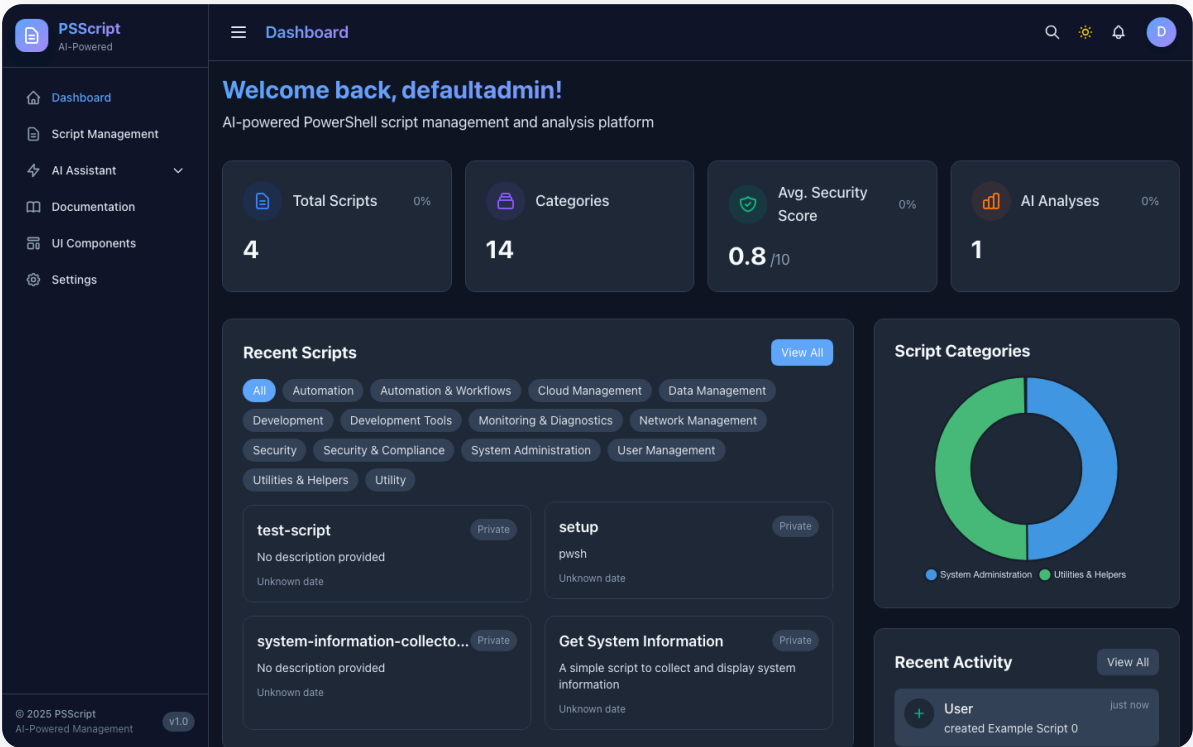 PSScript
AI-Powered
Dashboard
Script Management
AI Assistant
Documentation
UI Components
Settings
© 2025 PSScript
AI-Powered Management
v1.0
Dashboard
D
Welcome back, defaultadmin!
AI-powered PowerShell script management and analysis platform
Total Scripts
0%
4
Categories
14
Avg. Security
Score
0%
0.8 /10
AI Analyses
0%
1
Recent Scripts
View All
All
Automation
Automation & Workflows
Cloud Management
Data Management
Development
Development Tools
Monitoring & Diagnostics
Network Management
Security
Security & Compliance
System Administration
User Management
Utilities & Helpers
Utility
test-script
Private
No description provided
Unknown date
setup
Private
pwsh
Unknown date
system-information-collecto...
Private
No description provided
Unknown date
Get System Information
Private
A simple script to collect and display system
information
Unknown date
Script Categories
System Administration
Utilities & Helpers
Recent Activity
View All
User
just now
created Example Script 0